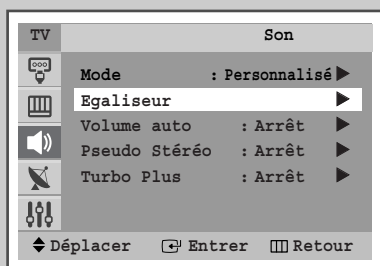 TV Son
Mode : Personnalisé
Egaliseur
Volume auto : Arrêt
Pseudo Stéréo : Arrêt
Turbo Plus : Arrêt
Déplacer Entrer Retour